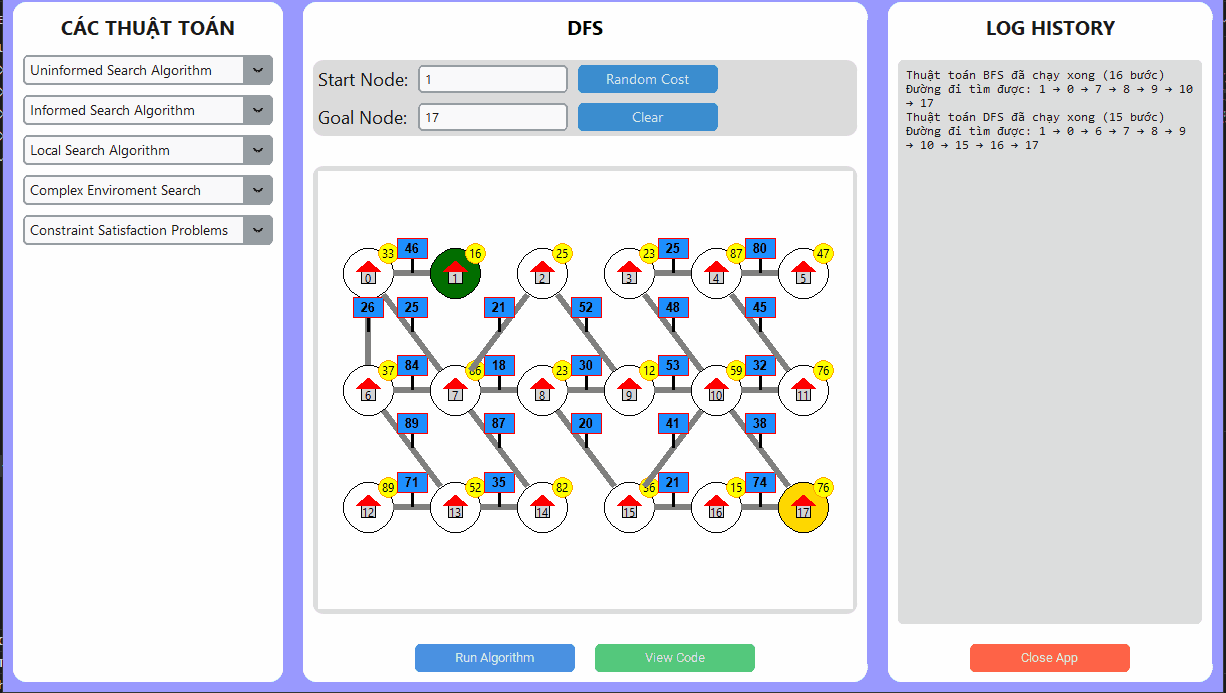 CÁC THUẬT TOÁN
Uninformed Search Algorithm
Informed Search Algorithm
Local Search Algorithm
Complex Enviroment Search
Constraint Satisfaction Problems
DFS
Start Node: 1 Random Cost
Goal Node: 17 Clear
33 46 16 25 23 25 87 80 47
0 1 2 3 4 5
26 25 21 52 48 45
37 84 86 18 23 30 12 53 59 32 76
6 7 8 9 10 11
89 87 20 41 38
89 71 52 35 82 36 21 15 74 76
12 13 14 15 16 17
Run Algorithm View Code
LOG HISTORY
Thuật toán BFS đã chạy xong (16 bước)
Đường đi tìm được: 1 → 0 → 7 → 8 → 9 → 10
→ 17
Thuật toán DFS đã chạy xong (15 bước)
Đường đi tìm được: 1 → 0 → 6 → 7 → 8 → 9
→ 10 → 15 → 16 → 17
Close App